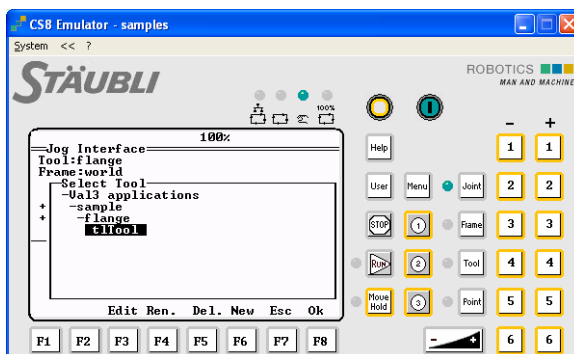 CS8 Emulator - samples
System << ?
STÄUBLI
ROBOTICS
MAN AND MACHINE
100%
100%
Jog Interface
Tool:flange
Frame:world
Select Tool
-Val3 applications
+ -sample
+ -flange
tlTool
Edit Ren. Del. New Esc Ok
F1 F2 F3 F4 F5 F6 F7 F8
Help
User Menu Joint
STOP 1 Frame
RUN 2 Tool
Move Hold 3 Point
- +
- +
1 1
2 2
3 3
4 4
5 5
6 6